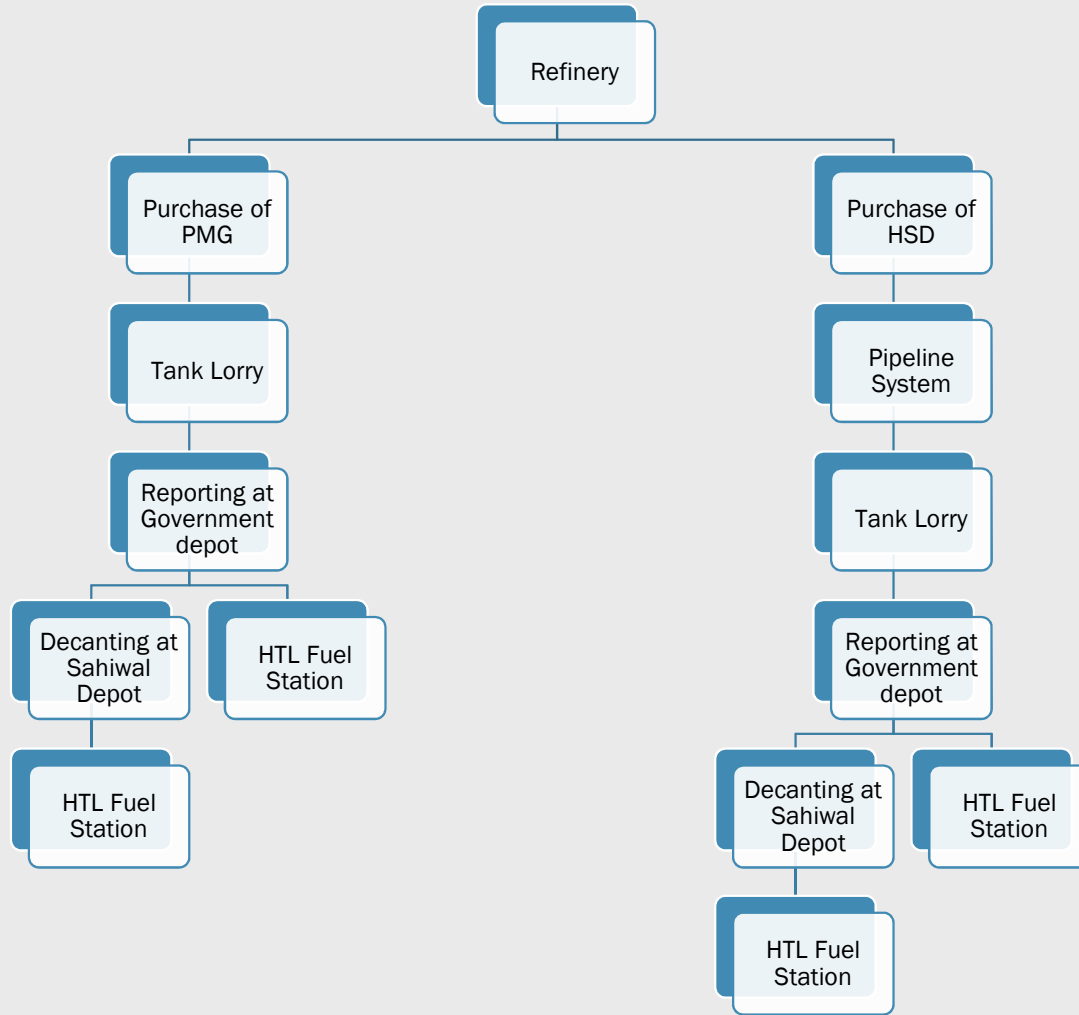 Refinery
Purchase of
PMG
Tank Lorry
Reporting at
Government
depot
Decanting at
Sahiwal
Depot
HTL Fuel
Station
HTL Fuel
Station
Purchase of
HSD
Pipeline
System
Tank Lorry
Reporting at
Government
depot
Decanting at
Sahiwal
Depot
HTL Fuel
Station
HTL Fuel
Station